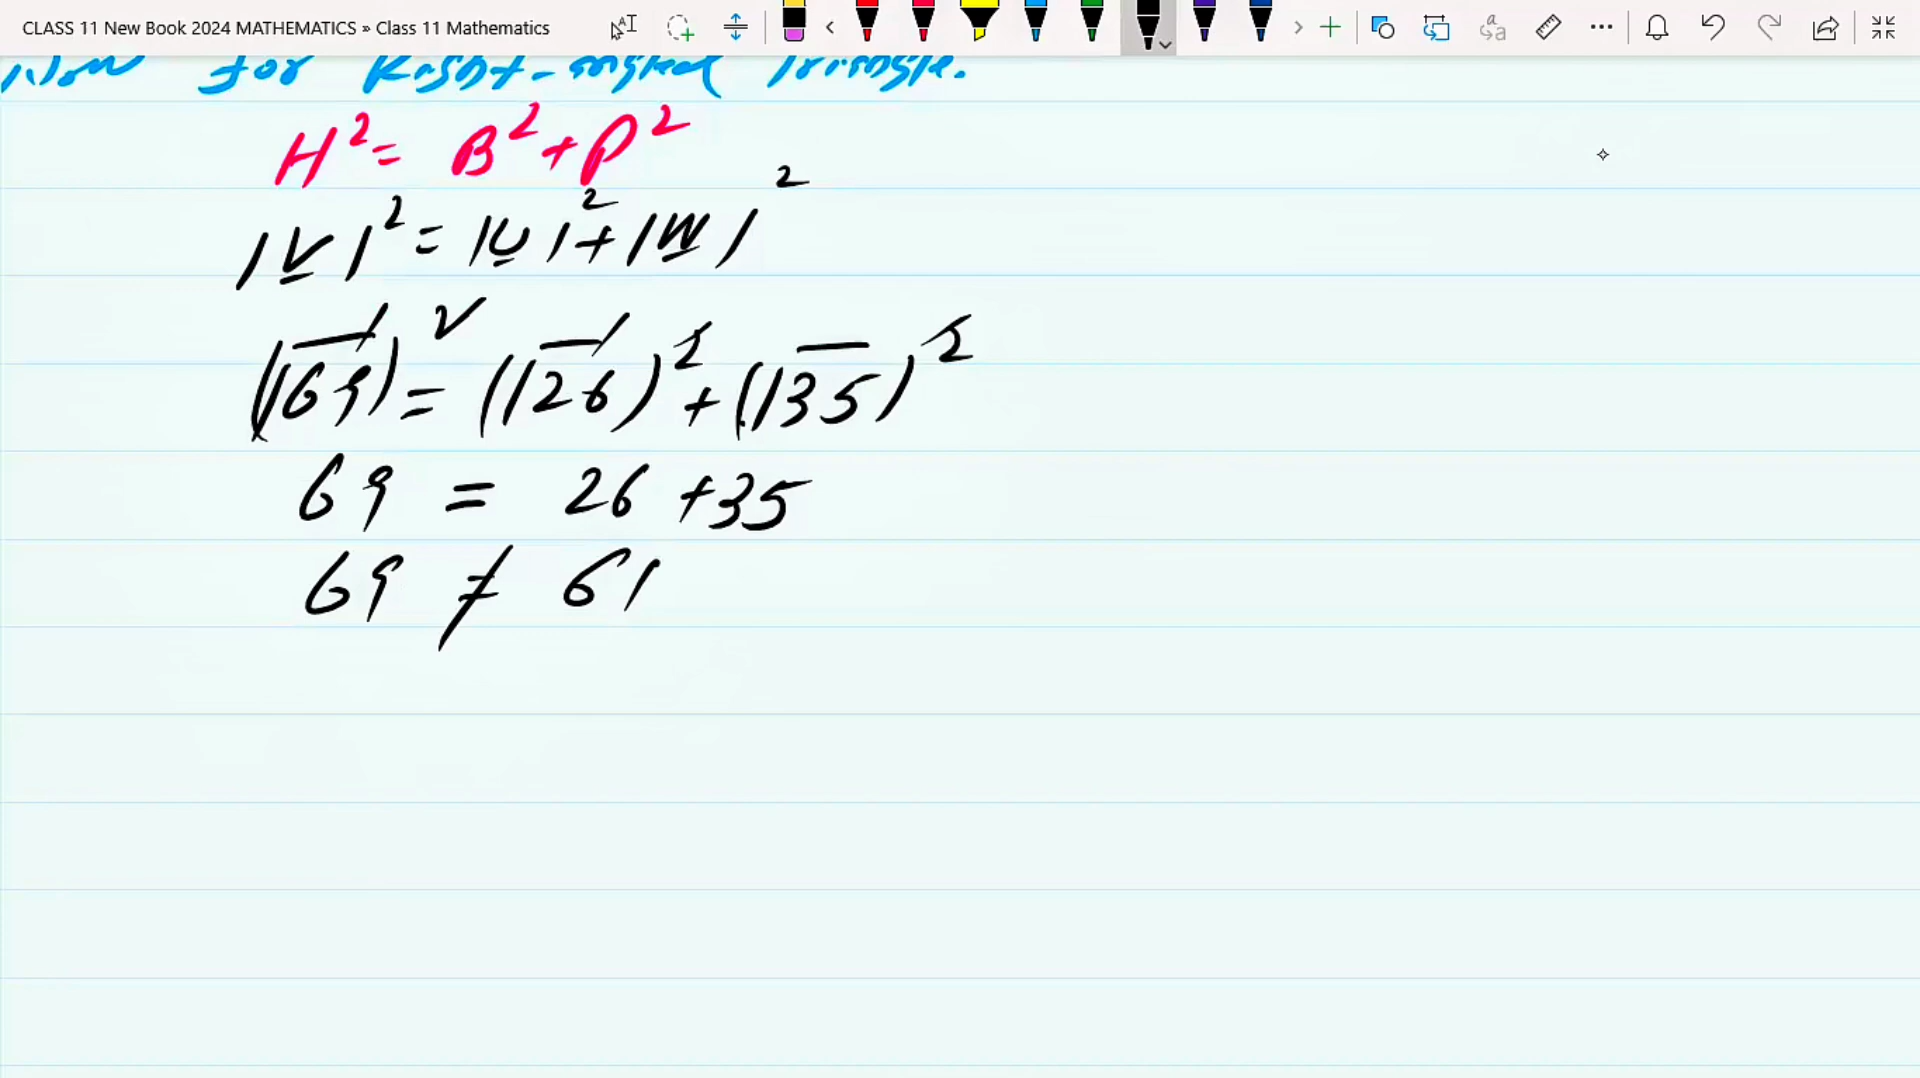 CLASS 11 New Book 2024 MATHEMATICS » Class 11 Mathematics
Now for Right-angled Triangle.
H² = B² + P²
|V|² = |U|² + |W|²
(√69)² = (√26)² + (√35)²
69 = 26 + 35
69 ≠ 61